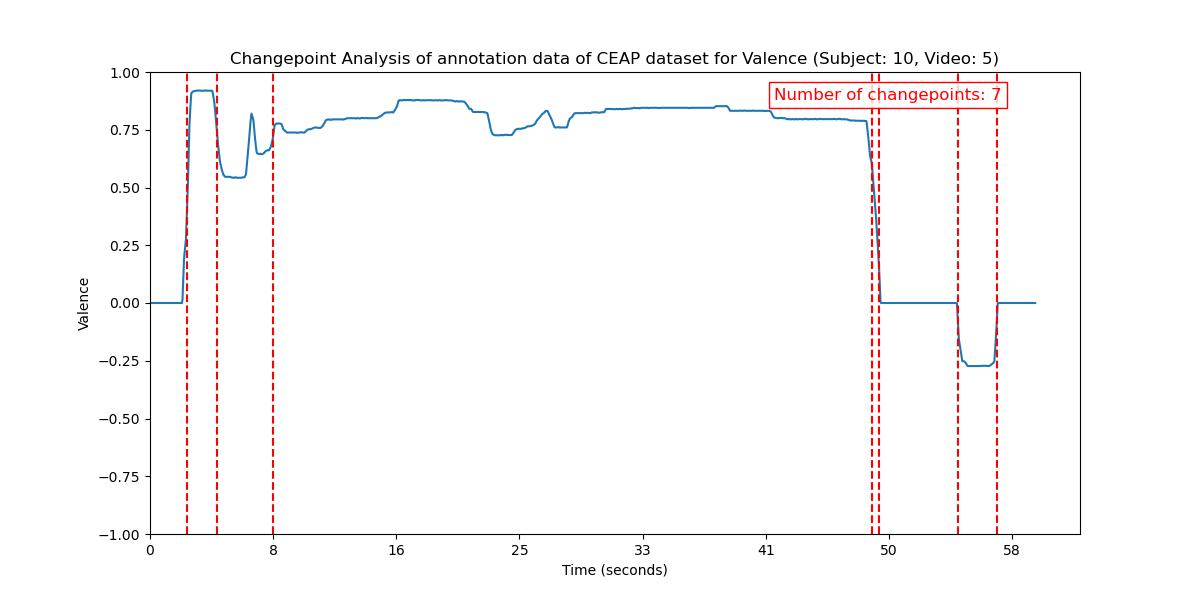 Changepoint Analysis of annotation data of CEAP dataset for Valence (Subject: 10, Video: 5)
Number of changepoints: 7
1.00
0.75
0.50
0.25
0.00
−0.25
−0.50
−0.75
−1.00
Valence
0 8 16 25 33 41 50 58
Time (seconds)